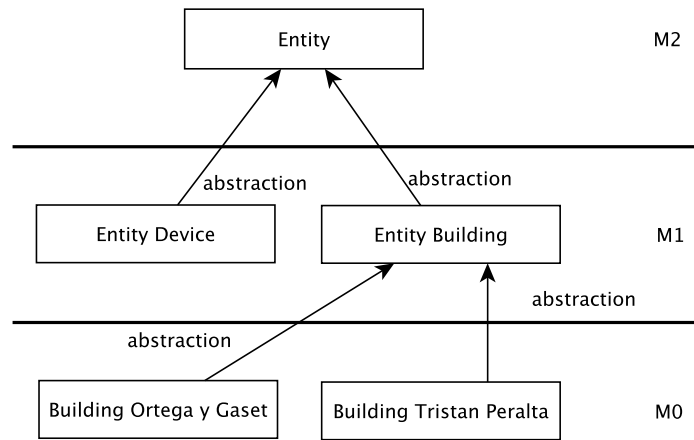 Entity
M2
abstraction
abstraction
Entity Device
Entity Building
M1
abstraction
abstraction
Building Ortega y Gaset
Building Tristan Peralta
M0